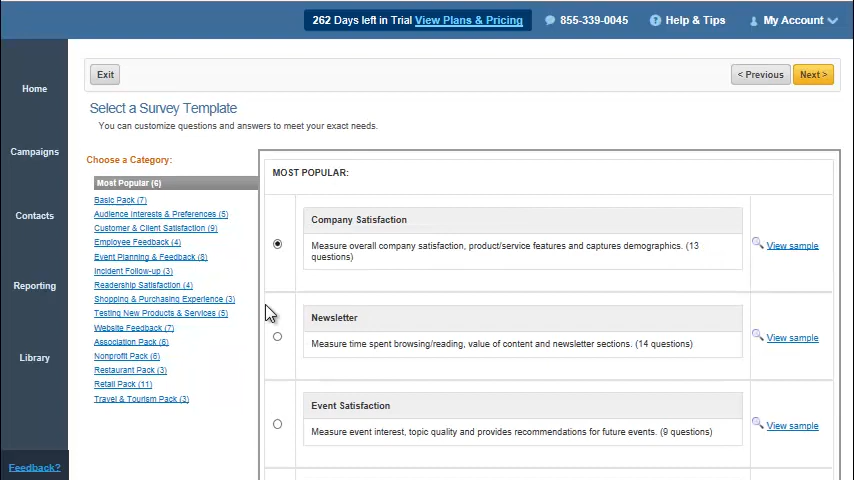 262 Days left in Trial View Plans & Pricing
855-339-0045
Help & Tips
My Account
Home
Campaigns
Contacts
Reporting
Library
Feedback?
Exit
< Previous
Next >
Select a Survey Template
You can customize questions and answers to meet your exact needs.
Choose a Category:
Most Popular (6)
Basic Pack (7)
Audience Interests & Preferences (5)
Customer & Client Satisfaction (9)
Employee Feedback (4)
Event Planning & Feedback (8)
Incident Follow-up (3)
Readership Satisfaction (4)
Shopping & Purchasing Experience (3)
Testing New Products & Services (5)
Website Feedback (7)
Association Pack (6)
Nonprofit Pack (6)
Restaurant Pack (3)
Retail Pack (11)
Travel & Tourism Pack (3)
MOST POPULAR:
Company Satisfaction
Measure overall company satisfaction, product/service features and captures demographics. (13
questions)
View sample
Newsletter
Measure time spent browsing/reading, value of content and newsletter sections. (14 questions)
View sample
Event Satisfaction
Measure event interest, topic quality and provides recommendations for future events. (9 questions)
View sample